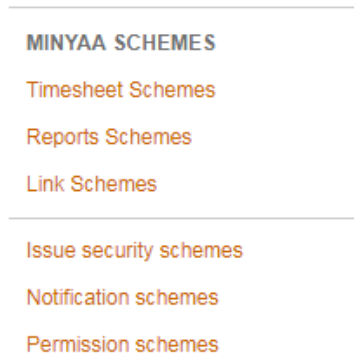 MINYAA SCHEMES
Timesheet Schemes
Reports Schemes
Link Schemes
Issue security schemes
Notification schemes
Permission schemes